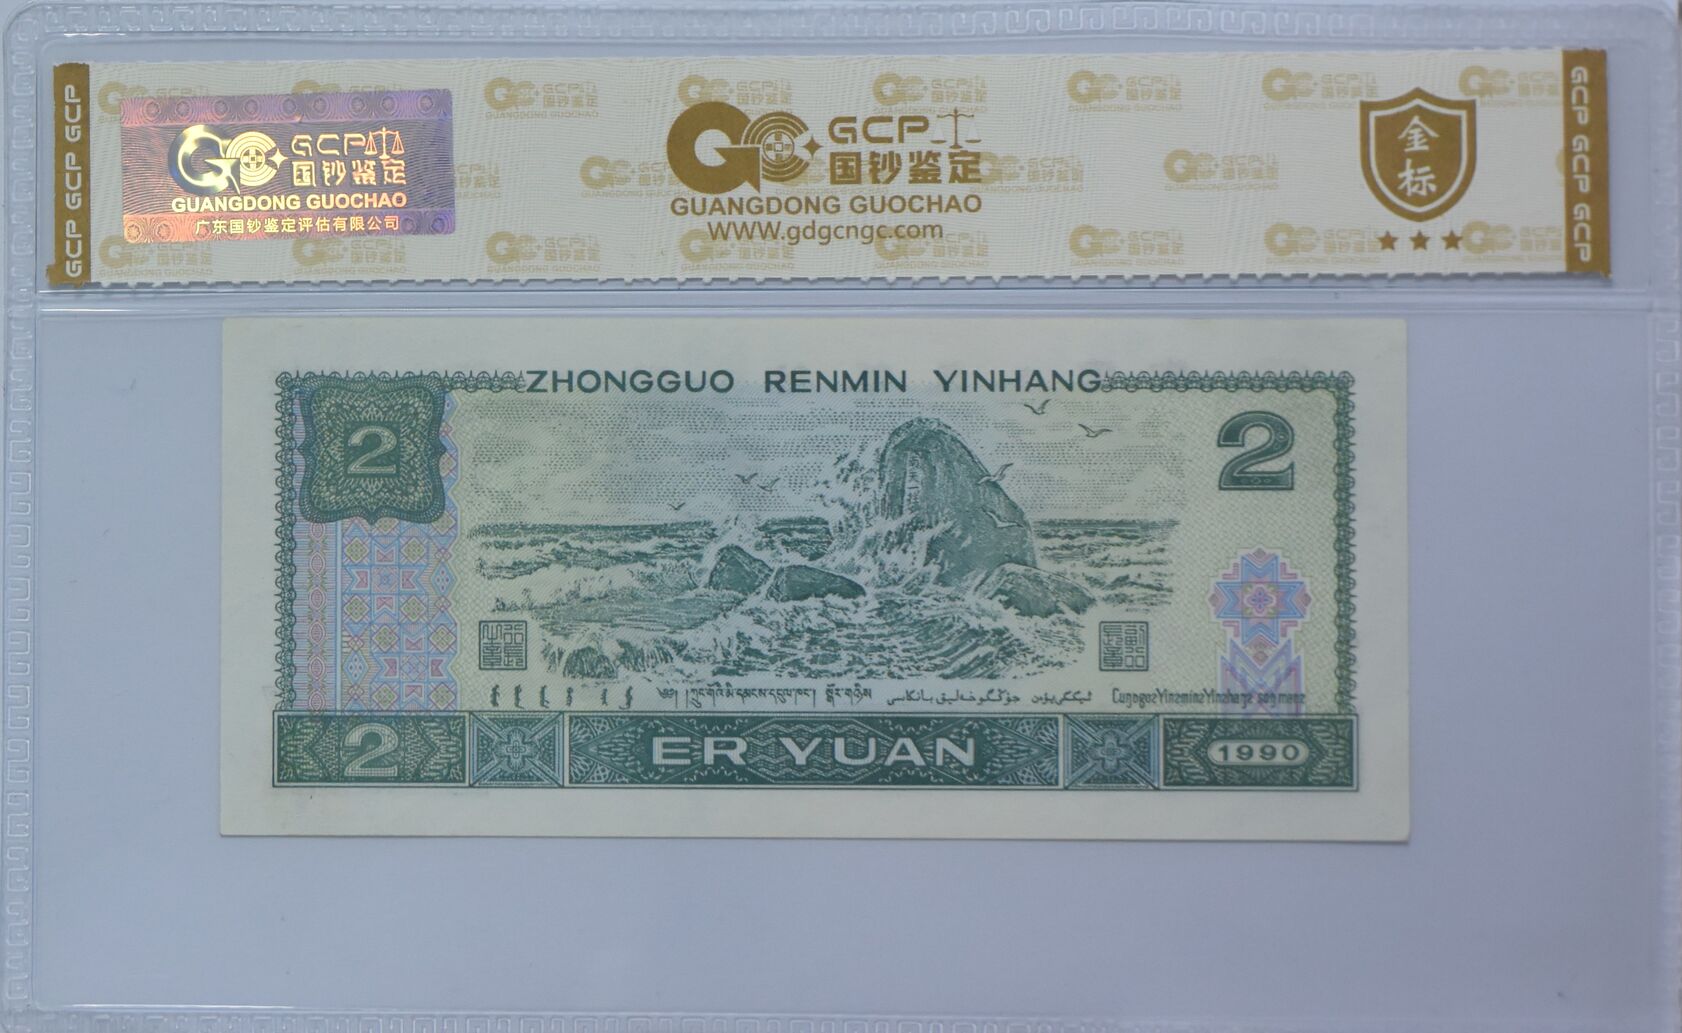 GCP GCP GCP
GCP 国钞鉴定
GUANGDONG GUOCHAO
广东国钞鉴定评估有限公司
GCP
国钞鉴定
GUANGDONG GUOCHAO
WWW.gdgcngc.com
金标
GCP GCP GCP
ZHONGGUO RENMIN YINHANG
2
2
2
ER YUAN
1990